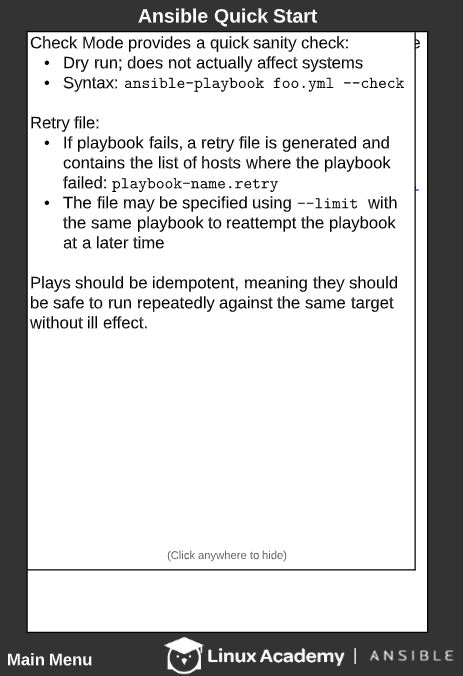 Ansible Quick Start
Check Mode provides a quick sanity check:
e
• Dry run; does not actually affect systems
• Syntax: ansible-playbook foo.yml --check
Retry file:
• If playbook fails, a retry file is generated and
contains the list of hosts where the playbook
failed: playbook-name.retry
• The file may be specified using --limit with
the same playbook to reattempt the playbook
at a later time
Plays should be idempotent, meaning they should
be safe to run repeatedly against the same target
without ill effect.
(Click anywhere to hide)
Main Menu
Linux Academy | ANSIBLE